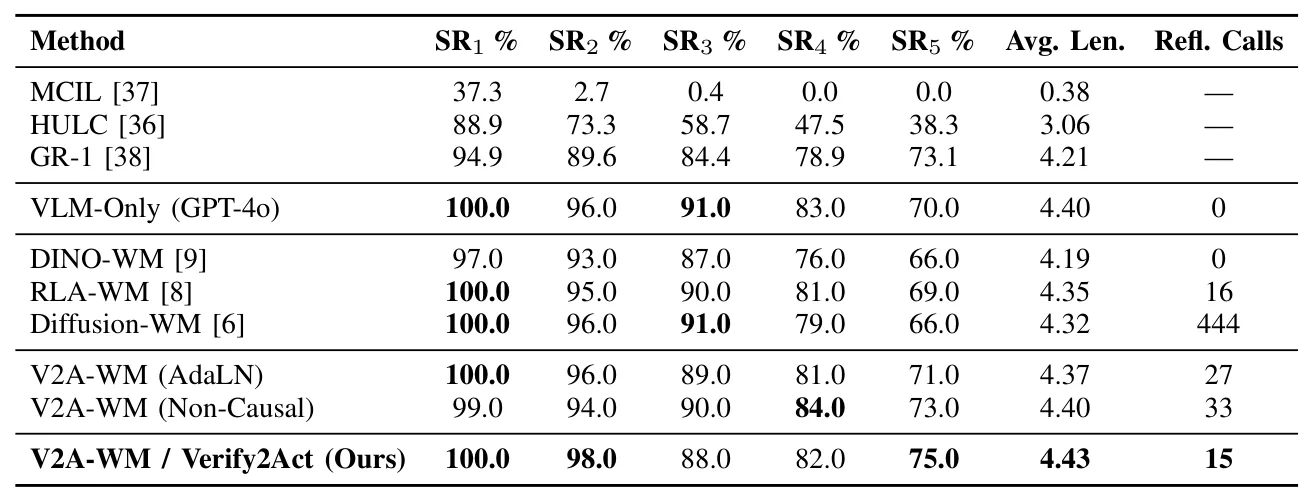 Method SR₁ % SR₂ % SR₃ % SR₄ % SR₅ % Avg. Len. Refl. Calls
MCIL [37] 37.3 2.7 0.4 0.0 0.0 0.38 —
HULC [36] 88.9 73.3 58.7 47.5 38.3 3.06 —
GR-1 [38] 94.9 89.6 84.4 78.9 73.1 4.21 —
VLM-Only (GPT-4o) 100.0 96.0 91.0 83.0 70.0 4.40 0
DINO-WM [9] 97.0 93.0 87.0 76.0 66.0 4.19 0
RLA-WM [8] 100.0 95.0 90.0 81.0 69.0 4.35 16
Diffusion-WM [6] 100.0 96.0 91.0 79.0 66.0 4.32 444
V2A-WM (AdaLN) 100.0 96.0 89.0 81.0 71.0 4.37 27
V2A-WM (Non-Causal) 99.0 94.0 90.0 84.0 73.0 4.40 33
V2A-WM / Verify2Act (Ours) 100.0 98.0 88.0 82.0 75.0 4.43 15